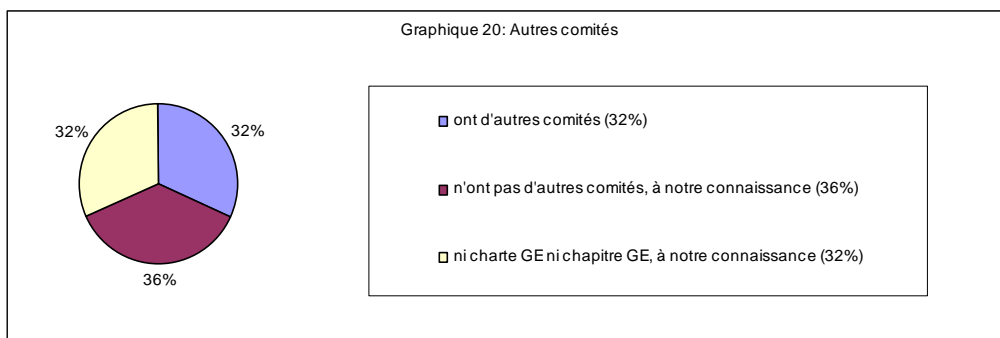 Graphique 20: Autres comités
32%
32%
36%
ont d'autres comités (32%)
n'ont pas d'autres comités, à notre connaissance (36%)
ni charte GE ni chapitre GE, à notre connaissance (32%)